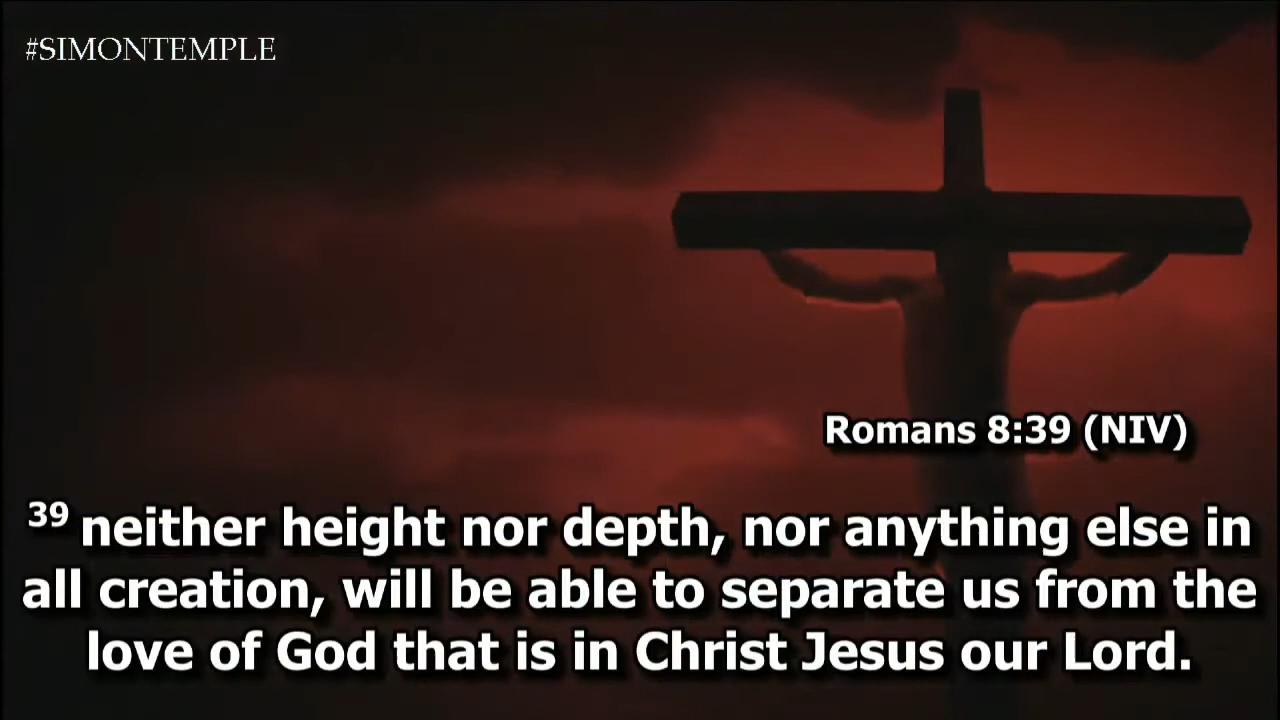 #SIMONTEMPLE
Romans 8:39 (NIV)
39 neither height nor depth, nor anything else in
all creation, will be able to separate us from the
love of God that is in Christ Jesus our Lord.